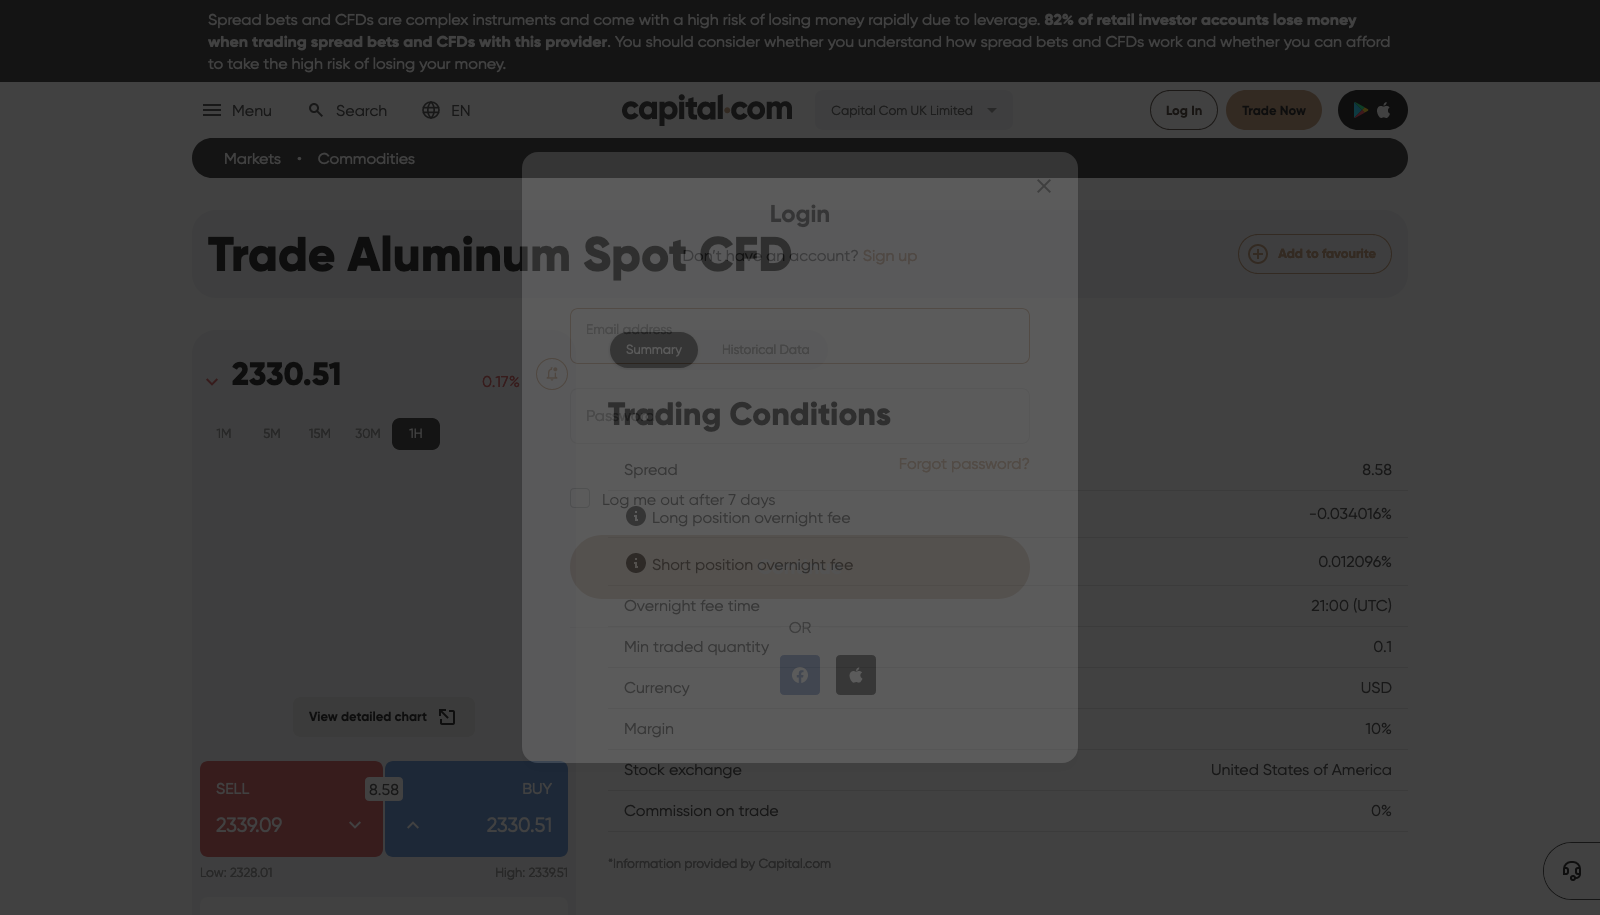 Spread bets and CFDs are complex instruments and come with a high risk of losing money rapidly due to leverage. 82% of retail investor accounts lose money
when trading spread bets and CFDs with this provider. You should consider whether you understand how spread bets and CFDs work and whether you can afford
to take the high risk of losing your money.
Menu
Search
EN
capital.com
Capital Com UK Limited
Log In
Trade Now
Markets • Commodities
Login
Trade Aluminum Spot CFD
Don't have an account? Sign up
Add to favourite
Email address
Summary
Historical Data
2330.51
0.17%
1M
5M
15M
30M
1H
Password
Trading Conditions
Forgot password?
Spread 8.58
Log me out after 7 days
Long position overnight fee -0.034016%
Short position overnight fee 0.012096%
Overnight fee time 21:00 (UTC)
OR
Min traded quantity 0.1
Currency USD
Margin 10%
Stock exchange United States of America
Commission on trade 0%
*Information provided by Capital.com
View detailed chart
SELL
8.58
BUY
2339.09
2330.51
Low: 2328.01
High: 2339.51